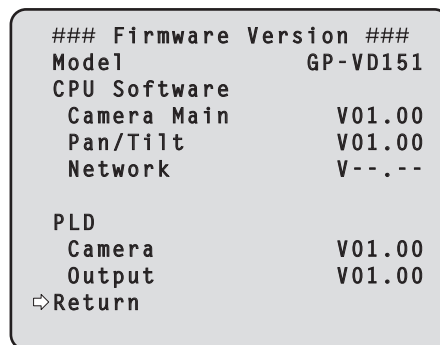 ### Firmware Version ###
Model GP-VD151
CPU Software
Camera Main V01.00
Pan/Tilt V01.00
Network V--.--
PLD
Camera V01.00
Output V01.00
⇨Return